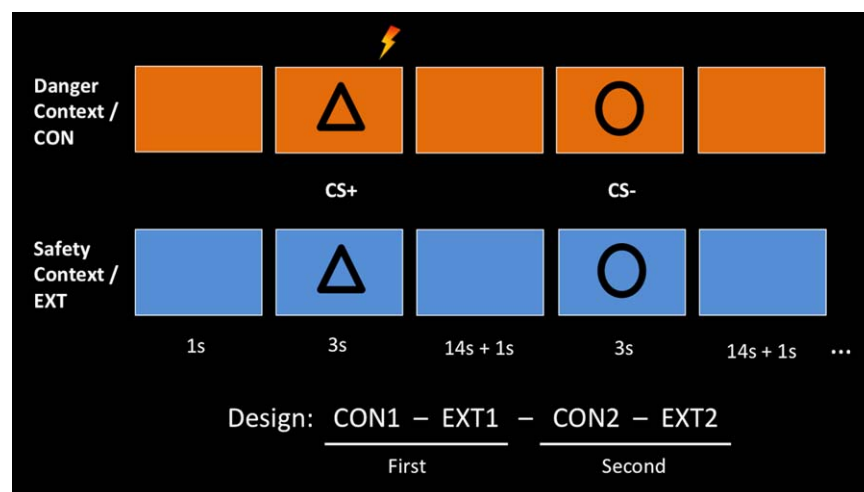 Danger
Context /
CON
CS+
CS-
Safety
Context /
EXT
1s
3s
14s + 1s
3s
14s + 1s
...
Design: CON1 – EXT1 – CON2 – EXT2
First
Second